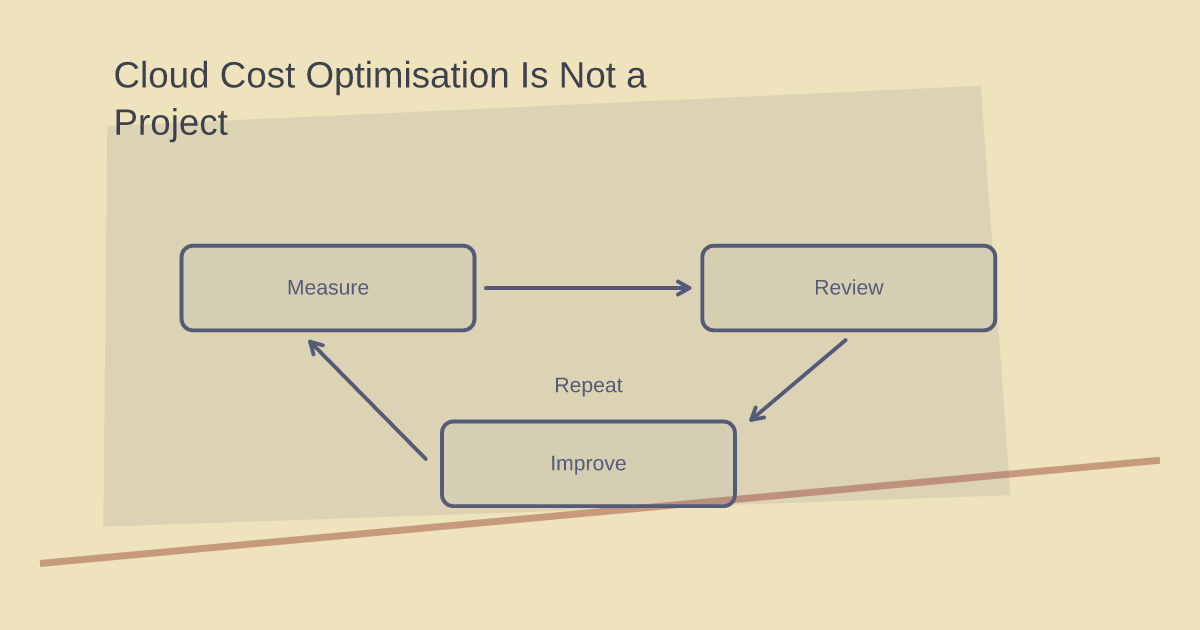 Cloud Cost Optimisation Is Not a
Project
Measure
Review
Repeat
Improve